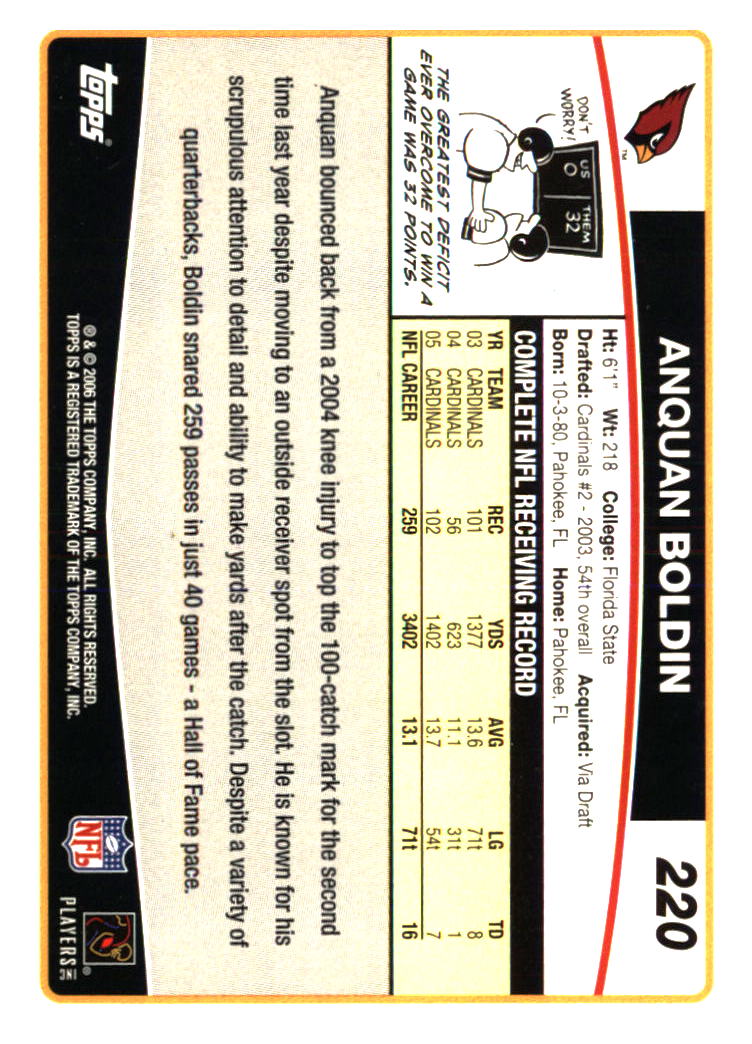 ANQUAN BOLDIN
220
Ht: 6'1" Wt: 218 College: Florida State
Drafted: Cardinals #2 - 2003, 54th overall Acquired: Via Draft
Born: 10-3-80, Pahokee, FL Home: Pahokee, FL
TM
DON'T
WORRY!
US THEM
0 32
THE GREATEST DEFICIT
EVER OVERCOME TO WIN A
GAME WAS 32 POINTS.
COMPLETE NFL RECEIVING RECORD
YR TEAM REC YDS AVG LG TD
03 CARDINALS 101 1377 13.6 71t 8
04 CARDINALS 56 623 11.1 31t 1
05 CARDINALS 102 1402 13.7 54t 7
NFL CAREER 259 3402 13.1 71t 16
Anquan bounced back from a 2004 knee injury to top the 100-catch mark for the second
time last year despite moving to an outside receiver spot from the slot. He is known for his
scrupulous attention to detail and ability to make yards after the catch. Despite a variety of
quarterbacks, Boldin snared 259 passes in just 40 games - a Hall of Fame pace.
topps®
® & © 2006 THE TOPPS COMPANY, INC. ALL RIGHTS RESERVED.
TOPPS IS A REGISTERED TRADEMARK OF THE TOPPS COMPANY, INC.
NFL
PLAYERS INC